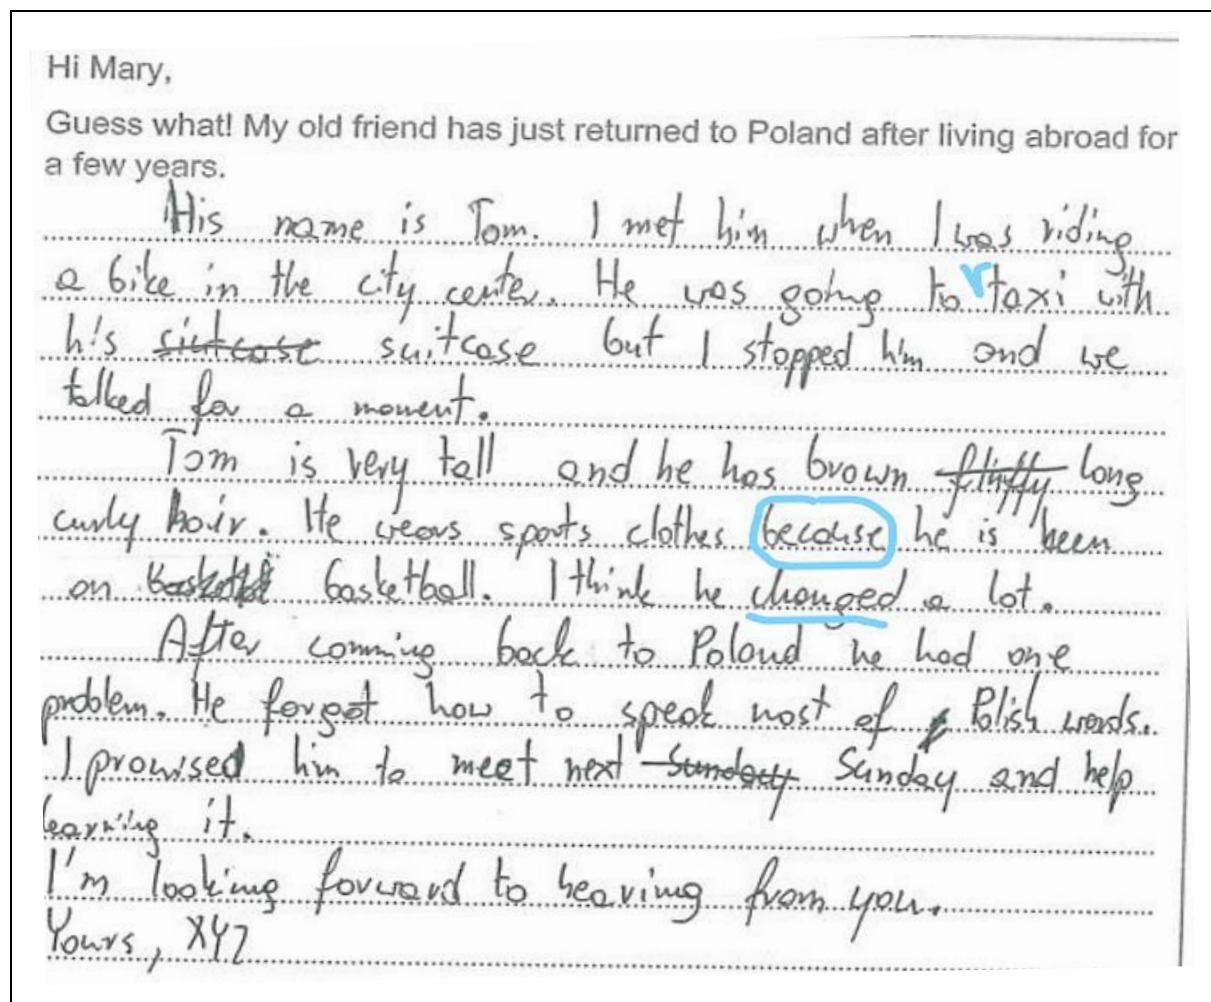 Hi Mary,
Guess what! My old friend has just returned to Poland after living abroad for
a few years.
His name is Tom. I met him when I was riding
a bike in the city center. He was going to taxi with
his siutcase suitcase but I stopped him and we
talked for a moment.
Tom is very tall and he has brown long
curly hair. He wears sports clothes because he is keen
on basketball. I think he changed a lot.
After comming back to Poland he had one
problem. He forgot how to speak most of Polish words.
I promised him to meet next Sunday Sunday and help
learning it.
I'm looking forward to hearing from you.
Yours, XYZ